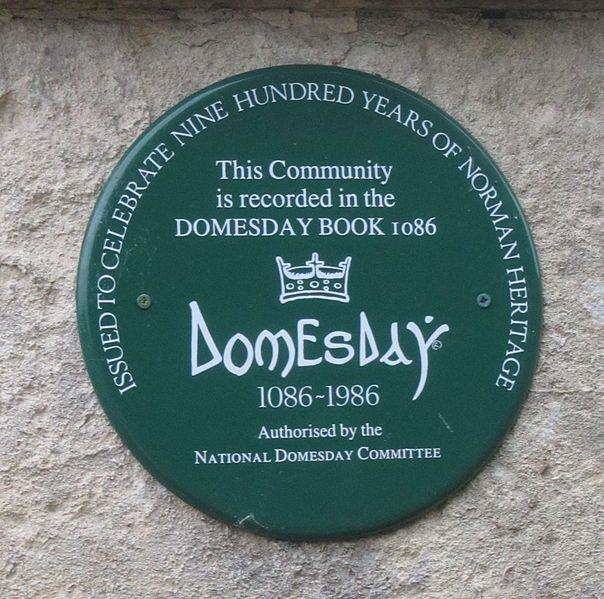 ISSUED TO CELEBRATE NINE HUNDRED YEARS OF NORMAN HERITAGE
This Community
is recorded in the
DOMESDAY BOOK 1086
DOMESDAY ®
1086~1986
Authorised by the
NATIONAL DOMESDAY COMMITTEE